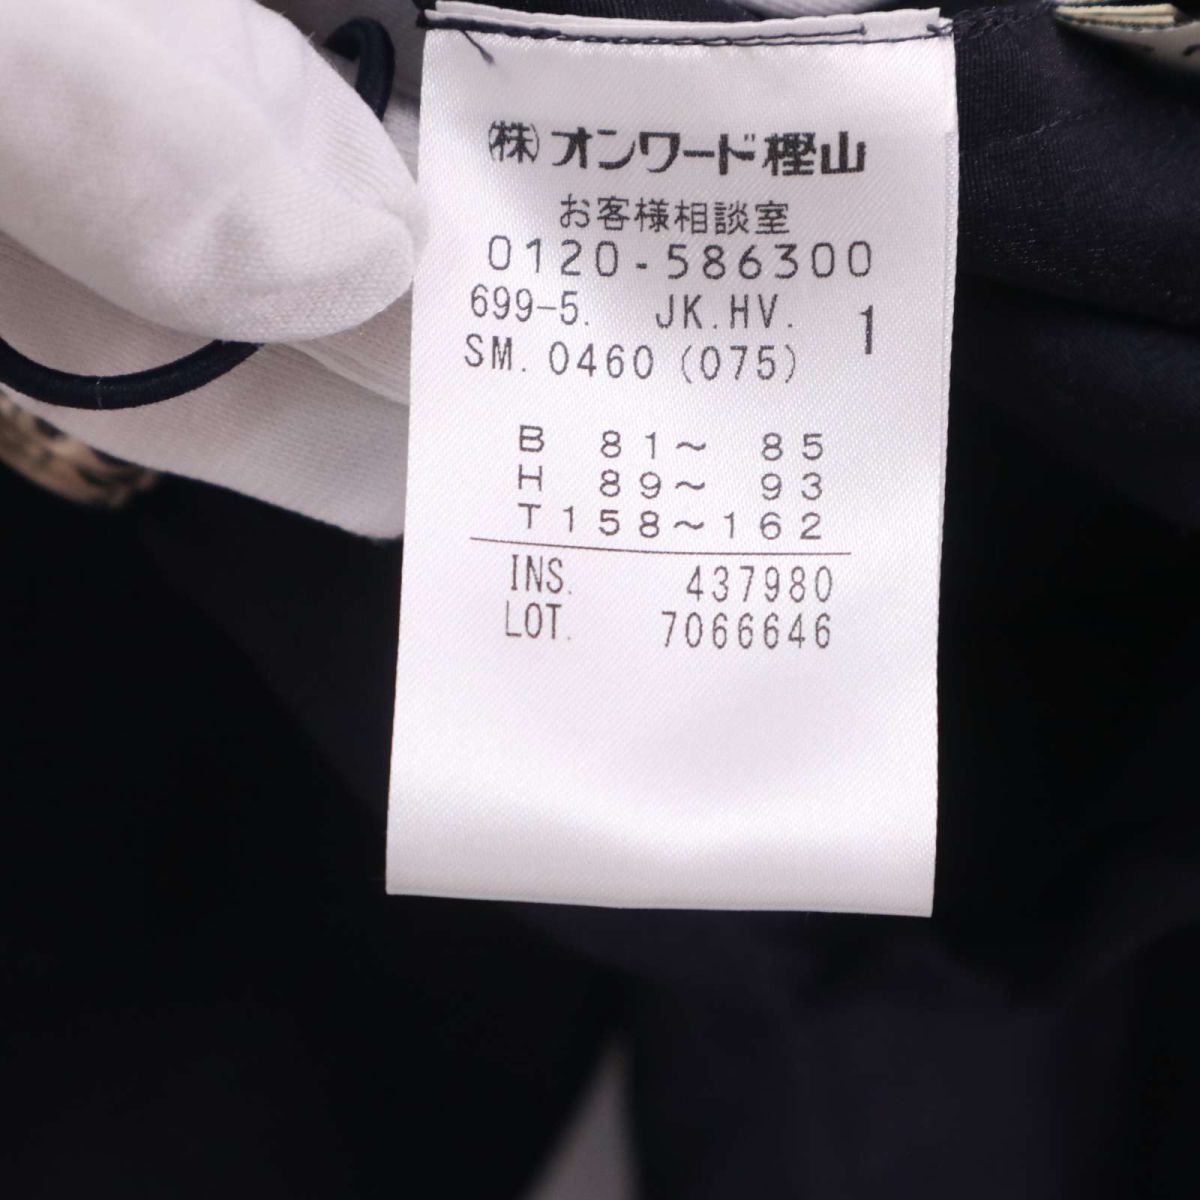 ㈱オンワード樫山
お客様相談室
0120-586300
699-5. JK.HV. 1
SM. 0460 (075)
B 81〜 85
H 89〜 93
T158〜162
INS. 437980
LOT. 7066646